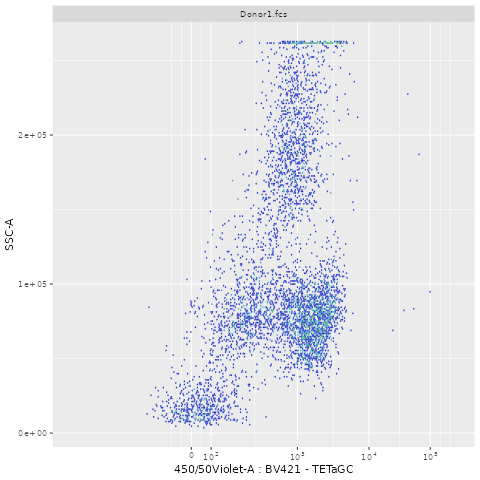 Donor1.fcs
2e+05
1e+05
0e+00
0 10² 10³ 10⁴ 10⁵
450/50Violet-A : BV421 - TETaGC
SSC-A